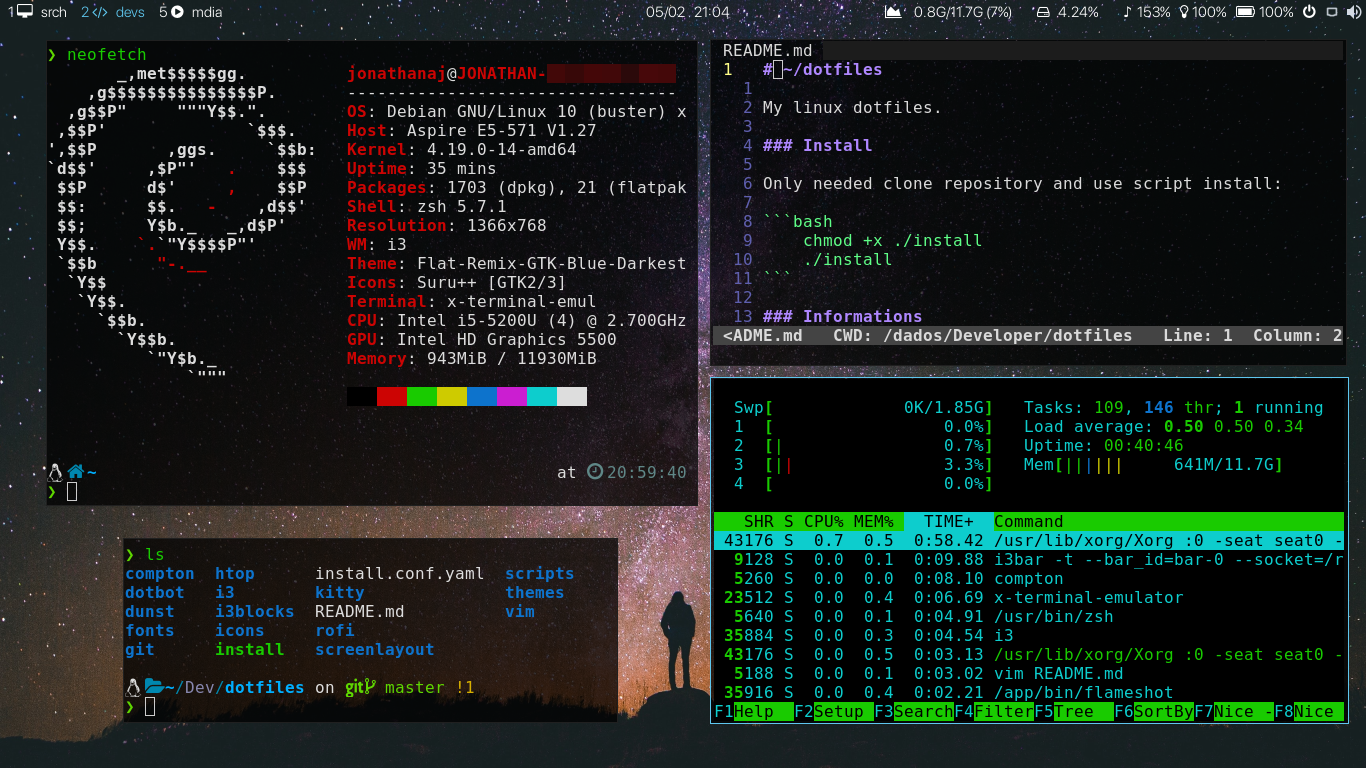 1 srch 2 </> devs 5 mdia 05/02 21:04 0.8G/11.7G (7%) 4.24% ♪ 153% 100% 100%
❯ neofetch
_,met$$$$$gg.
,g$$$$$$$$$$$$$$$P.
,g$$P" """Y$$.".
,$$P' `$$$.
',$$P ,ggs. `$$b:
`d$$' ,$P"' . $$$
$$P d$' , $$P
$$: $$. - ,d$$'
$$; Y$b._ _,d$P'
Y$$. `.`"Y$$$$P"'
`$$b "-.__
`Y$$
`Y$$.
`$$b.
`Y$$b.
`"Y$b._
`"""
jonathanaj@JONATHAN-
---------------------------------
OS: Debian GNU/Linux 10 (buster) x
Host: Aspire E5-571 V1.27
Kernel: 4.19.0-14-amd64
Uptime: 35 mins
Packages: 1703 (dpkg), 21 (flatpak
Shell: zsh 5.7.1
Resolution: 1366x768
WM: i3
Theme: Flat-Remix-GTK-Blue-Darkest
Icons: Suru++ [GTK2/3]
Terminal: x-terminal-emul
CPU: Intel i5-5200U (4) @ 2.700GHz
GPU: Intel HD Graphics 5500
Memory: 943MiB / 11930MiB
~ at 20:59:40
❯
README.md
1 # ~/dotfiles
1
2 My linux dotfiles.
3
4 ### Install
5
6 Only needed clone repository and use script install:
7
8 ```bash
9 chmod +x ./install
10 ./install
11 ```
12
13 ### Informations
<ADME.md CWD: /dados/Developer/dotfiles Line: 1 Column: 2
❯ ls
compton htop install.conf.yaml scripts
dotbot i3 kitty themes
dunst i3blocks README.md vim
fonts icons rofi
git install screenlayout
~/Dev/dotfiles on git master !1
❯
Swp[ 0K/1.85G] Tasks: 109, 146 thr; 1 running
1 [ 0.0%] Load average: 0.50 0.50 0.34
2 [| 0.7%] Uptime: 00:40:46
3 [|| 3.3%] Mem[|||||| 641M/11.7G]
4 [ 0.0%]
SHR S CPU% MEM% TIME+ Command
43176 S 0.7 0.5 0:58.42 /usr/lib/xorg/Xorg :0 -seat seat0 -
9128 S 0.0 0.1 0:09.88 i3bar -t --bar_id=bar-0 --socket=/r
5260 S 0.0 0.0 0:08.10 compton
23512 S 0.0 0.4 0:06.69 x-terminal-emulator
5640 S 0.0 0.1 0:04.91 /usr/bin/zsh
35884 S 0.0 0.3 0:04.54 i3
43176 S 0.0 0.5 0:03.13 /usr/lib/xorg/Xorg :0 -seat seat0 -
5188 S 0.0 0.1 0:03.02 vim README.md
35916 S 0.0 0.4 0:02.21 /app/bin/flameshot
F1Help F2Setup F3SearchF4FilterF5Tree F6SortByF7Nice -F8Nice